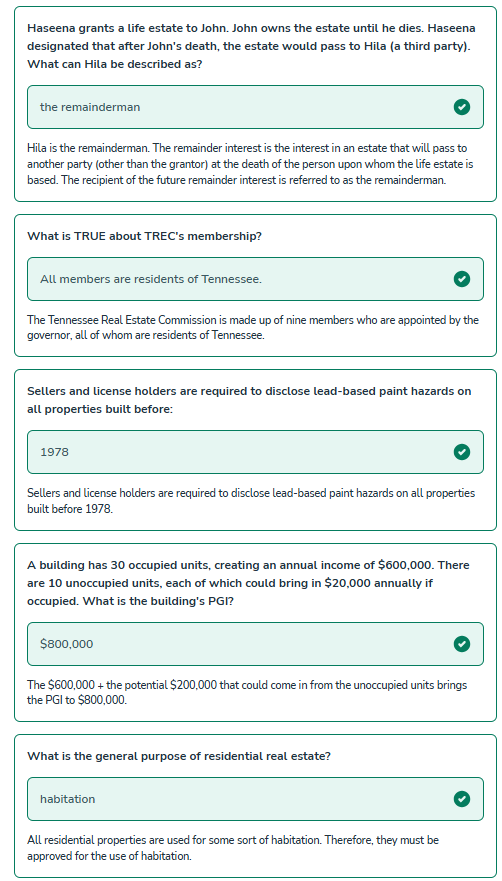 Haseena grants a life estate to John. John owns the estate until he dies. Haseena
designated that after John's death, the estate would pass to Hila (a third party).
What can Hila be described as?
the remainderman
Hila is the remainderman. The remainder interest is the interest in an estate that will pass to
another party (other than the grantor) at the death of the person upon whom the life estate is
based. The recipient of the future remainder interest is referred to as the remainderman.
What is TRUE about TREC's membership?
All members are residents of Tennessee.
The Tennessee Real Estate Commission is made up of nine members who are appointed by the
governor, all of whom are residents of Tennessee.
Sellers and license holders are required to disclose lead-based paint hazards on
all properties built before:
1978
Sellers and license holders are required to disclose lead-based paint hazards on all properties
built before 1978.
A building has 30 occupied units, creating an annual income of $600,000. There
are 10 unoccupied units, each of which could bring in $20,000 annually if
occupied. What is the building's PGI?
$800,000
The $600,000 + the potential $200,000 that could come in from the unoccupied units brings
the PGI to $800,000.
What is the general purpose of residential real estate?
habitation
All residential properties are used for some sort of habitation. Therefore, they must be
approved for the use of habitation.